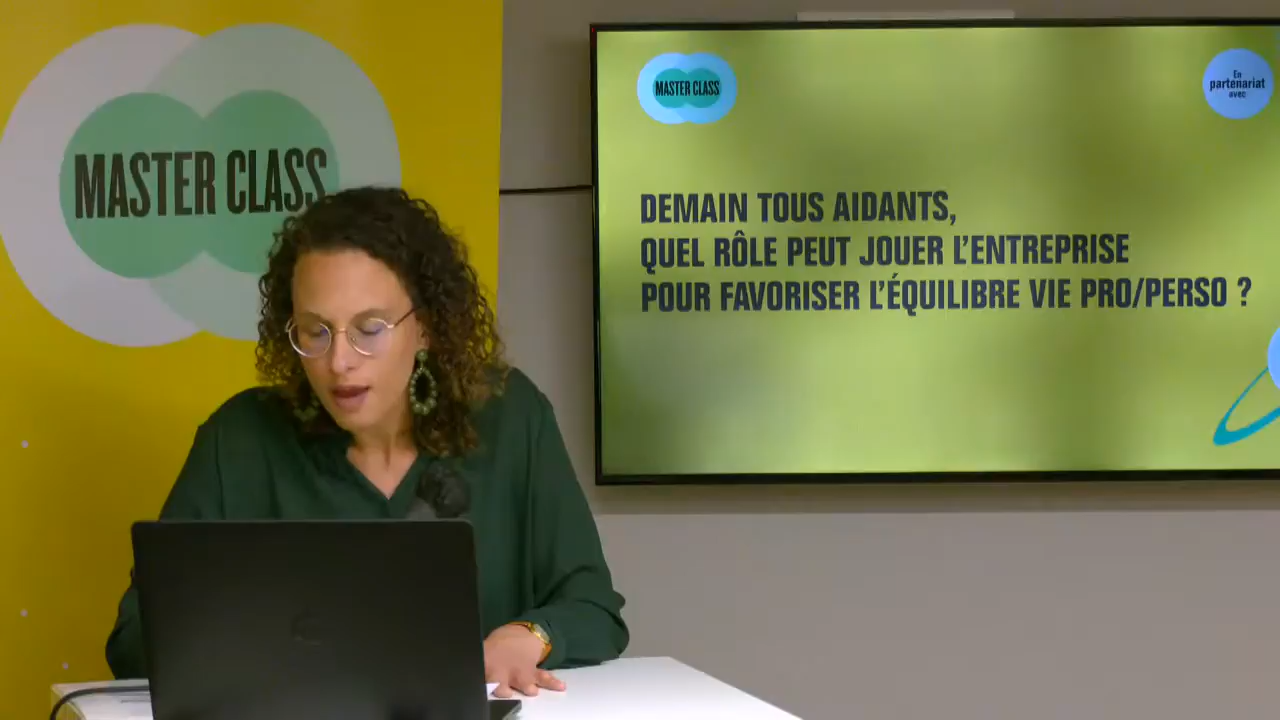 MASTER CLASS
MASTER CLASS
En
partenariat
avec
DEMAIN TOUS AIDANTS,
QUEL RÔLE PEUT JOUER L'ENTREPRISE
POUR FAVORISER L'ÉQUILIBRE VIE PRO/PERSO ?